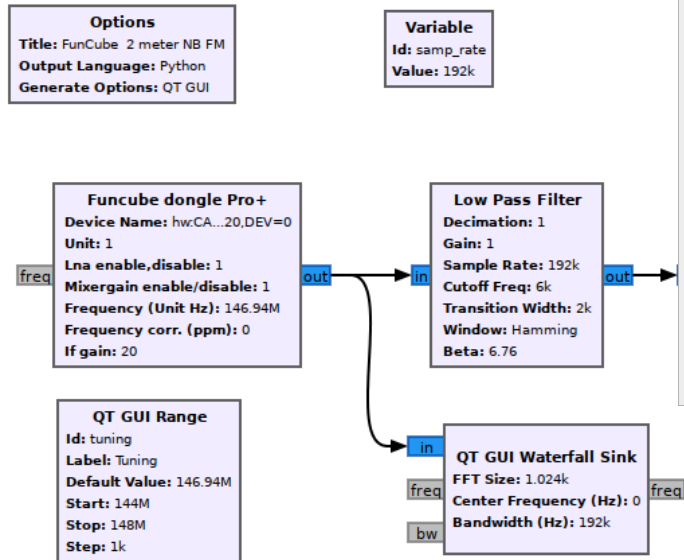 Options
Title: FunCube  2 meter NB FM
Output Language: Python
Generate Options: QT GUI
Variable
Id: samp_rate
Value: 192k
Funcube dongle Pro+
Device Name: hw:CA...20,DEV=0
Unit: 1
Lna enable,disable: 1
Mixergain enable/disable: 1
Frequency (Unit Hz): 146.94M
Frequency corr. (ppm): 0
If gain: 20
freq
out
Low Pass Filter
Decimation: 1
Gain: 1
Sample Rate: 192k
Cutoff Freq: 6k
Transition Width: 2k
Window: Hamming
Beta: 6.76
in
out
QT GUI Range
Id: tuning
Label: Tuning
Default Value: 146.94M
Start: 144M
Stop: 148M
Step: 1k
QT GUI Waterfall Sink
FFT Size: 1.024k
Center Frequency (Hz): 0
Bandwidth (Hz): 192k
in
freq
bw
freq